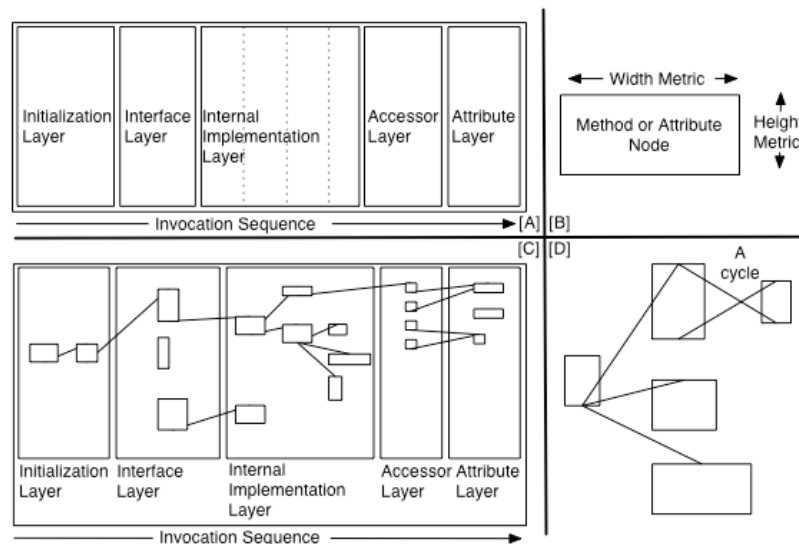 Initialization
Layer
Interface
Layer
Internal
Implementation
Layer
Accessor
Layer
Attribute
Layer
Invocation Sequence
[A]
Width Metric
Method or Attribute
Node
Height
Metric
[B]
[C]
Initialization
Layer
Interface
Layer
Internal
Implementation
Layer
Accessor
Layer
Attribute
Layer
Invocation Sequence
[D]
A
cycle